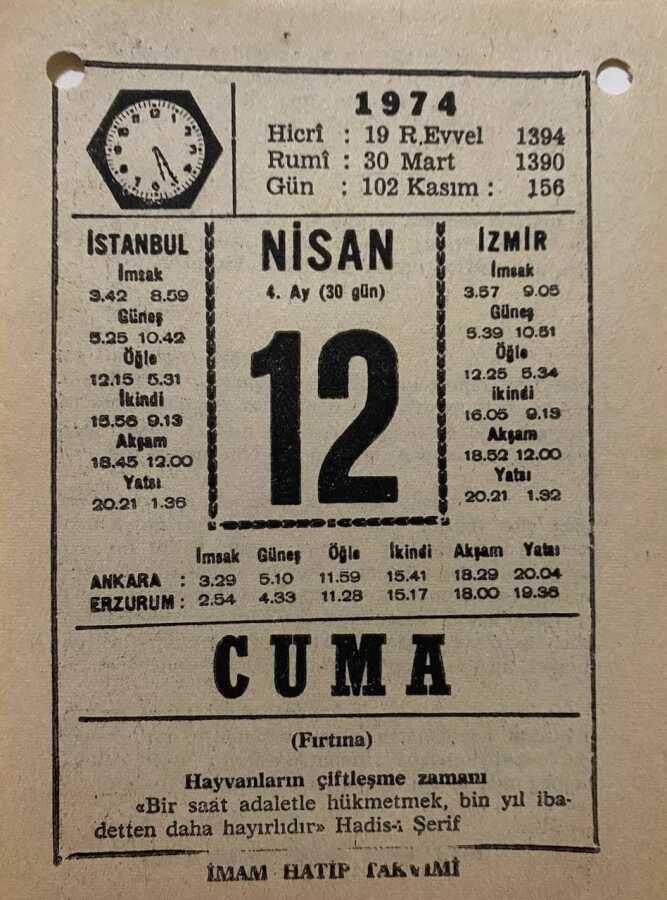 1974
Hicrî : 19 R.Evvel 1394
Rumî : 30 Mart 1390
Gün : 102 Kasım : 156
İSTANBUL
İmsak
3.42 8.59
Güneş
5.25 10.42
Öğle
12.15 5.31
İkindi
15.56 9.13
Akşam
18.45 12.00
Yatsı
20.21 1.36
NİSAN
4. Ay (30 gün)
12
İZMİR
İmsak
3.57 9.05
Güneş
5.39 10.51
Öğle
12.25 5.34
ikindi
16.05 9.13
Akşam
18.52 12.00
Yatsı
20.21 1.32
İmsak Güneş Öğle İkindi Akşam Yatsı
ANKARA : 3.29 5.10 11.59 15.41 18.29 20.04
ERZURUM : 2.54 4.33 11.28 15.17 18.00 19.36
CUMA
(Fırtına)
Hayvanların çiftleşme zamanı
«Bir saat adaletle hükmetmek, bin yıl iba-
detten daha hayırlıdır» Hadis-i Şerif
İMAM HATİP TAKVİMİ